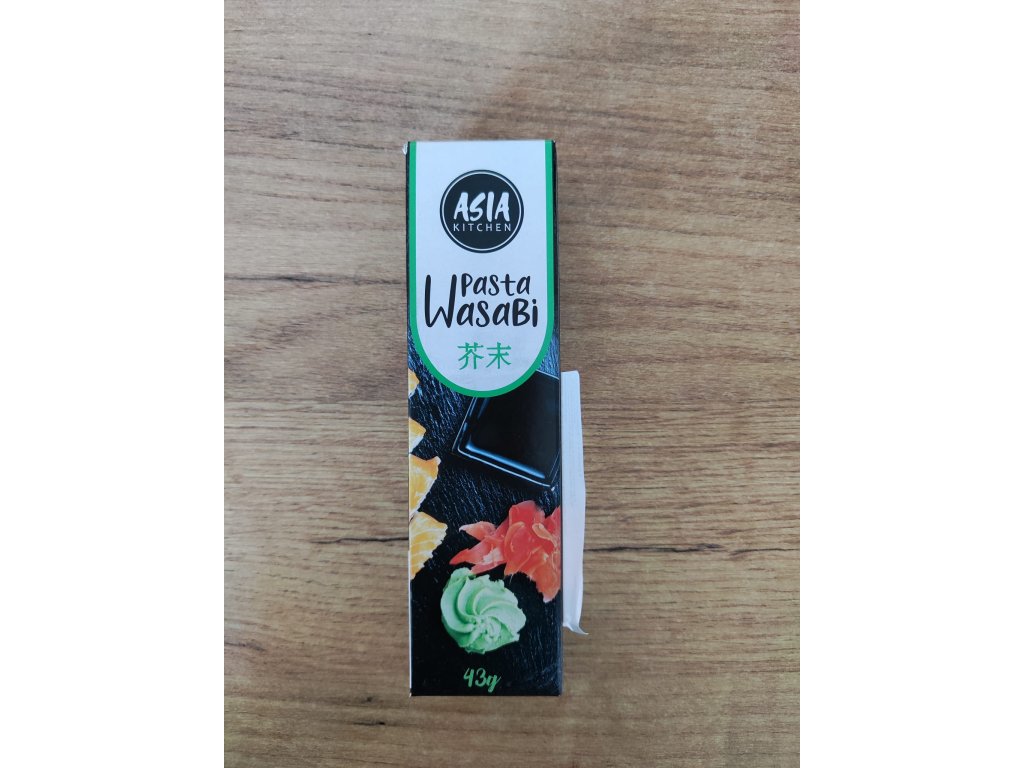 ASIA
KITCHEN
Pasta
WasaBi
芥末
43g